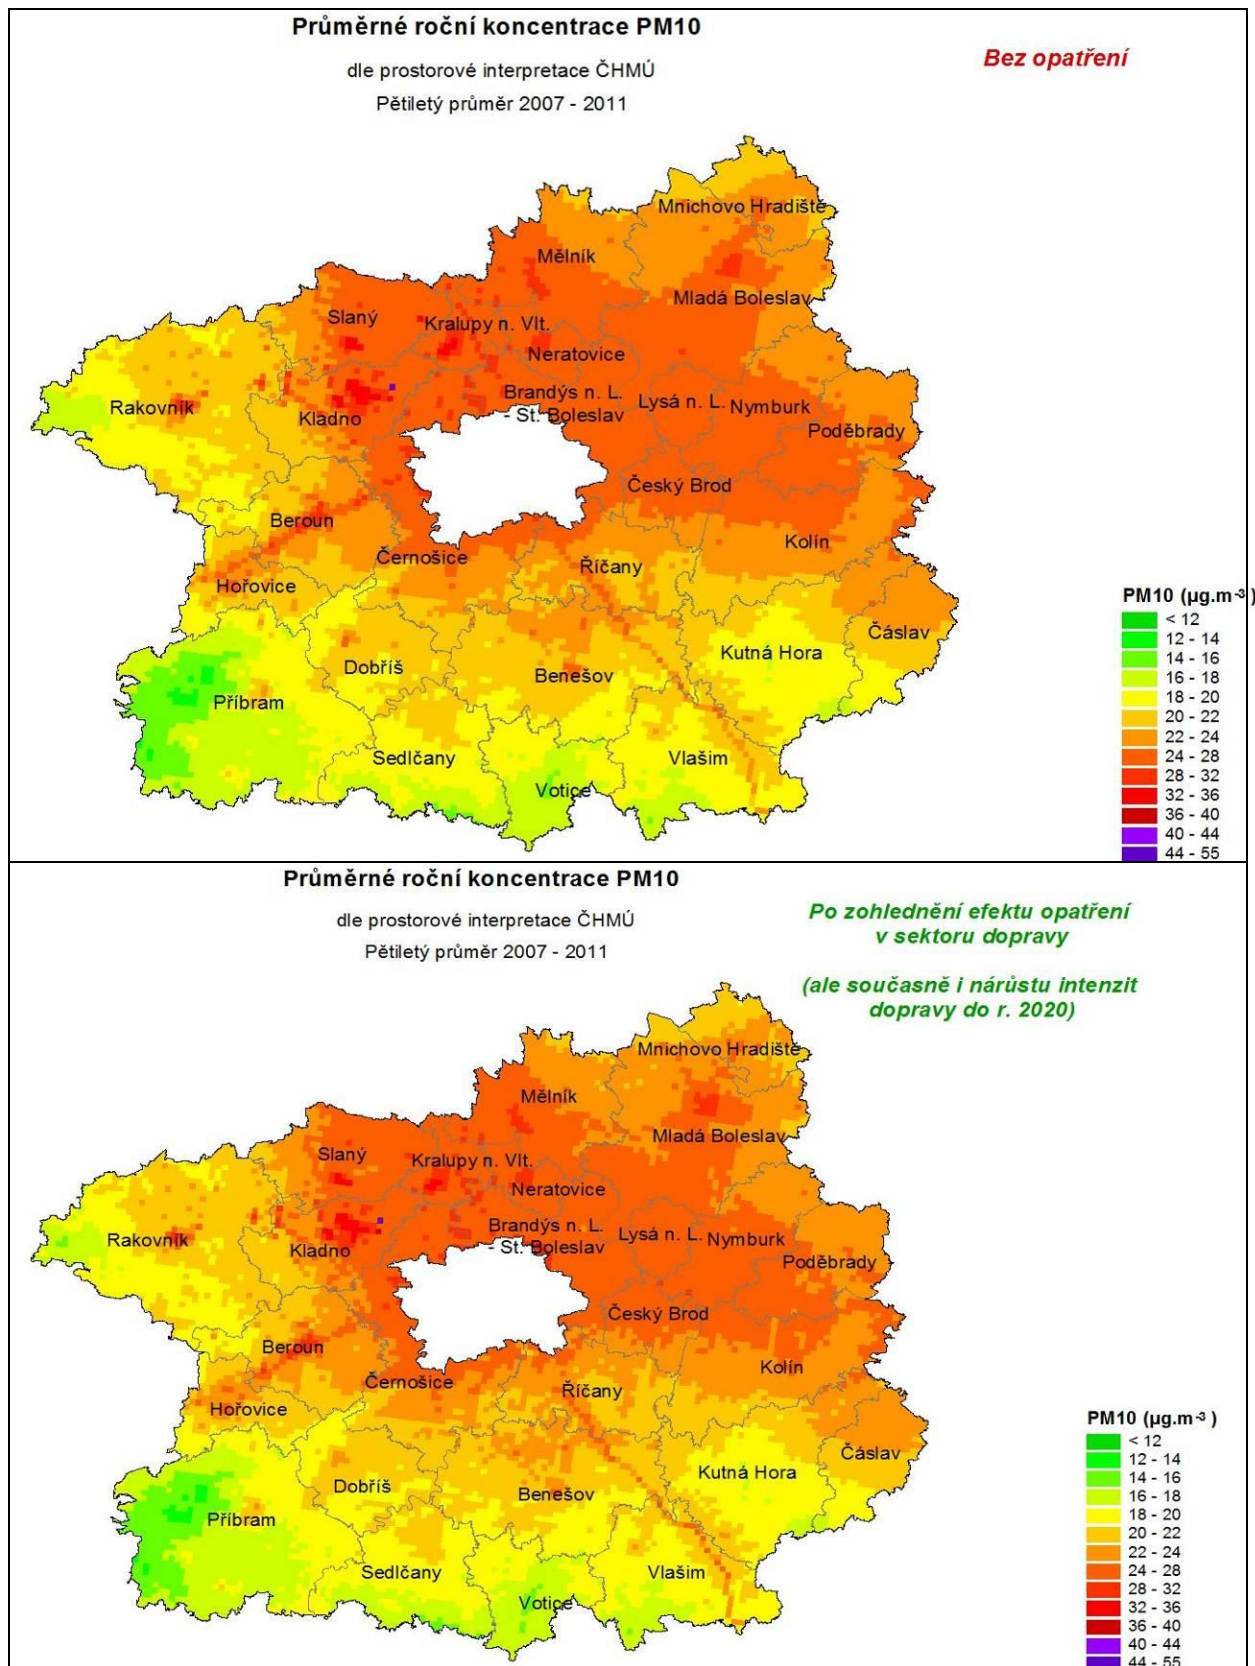 Průměrné roční koncentrace PM10
Bez opatření
dle prostorové interpretace ČHMÚ
Pětiletý průměr 2007 - 2011
Mnichovo Hradiště
Mělník
Mladá Boleslav
Slaný
Kralupy n. Vlt.
Neratovice
Brandýs n. L.
- St. Boleslav
Lysá n. L.
Nymburk
Rakovník
Kladno
Poděbrady
Český Brod
Beroun
Kolín
Černošice
Říčany
Hořovice
Čáslav
Kutná Hora
Dobříš
Benešov
Příbram
Sedlčany
Vlašim
Votice
PM10 (µg.m-3)
< 12
12 - 14
14 - 16
16 - 18
18 - 20
20 - 22
22 - 24
24 - 28
28 - 32
32 - 36
36 - 40
40 - 44
44 - 55
Průměrné roční koncentrace PM10
dle prostorové interpretace ČHMÚ
Pětiletý průměr 2007 - 2011
Po zohlednění efektu opatření
v sektoru dopravy
(ale současně i nárůstu intenzit
dopravy do r. 2020)
Mnichovo Hradiště
Mělník
Mladá Boleslav
Slaný
Kralupy n. Vlt.
Neratovice
Brandýs n. L.
- St. Boleslav
Lysá n. L.
Nymburk
Rakovník
Kladno
Poděbrady
Český Brod
Beroun
Kolín
Černošice
Říčany
Hořovice
Čáslav
Kutná Hora
Dobříš
Benešov
Příbram
Sedlčany
Vlašim
Votice
PM10 (µg.m-3 )
< 12
12 - 14
14 - 16
16 - 18
18 - 20
20 - 22
22 - 24
24 - 28
28 - 32
32 - 36
36 - 40
40 - 44
44 - 55